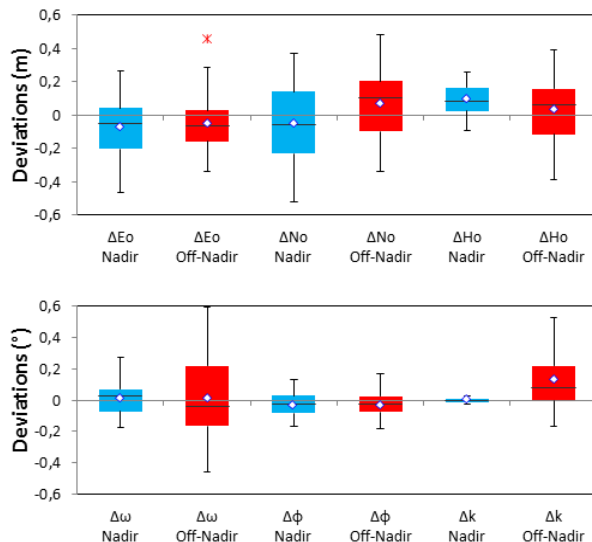 Deviations (m)
0,6
0,4
0,2
0
-0,2
-0,4
-0,6
ΔEo ΔEo ΔNo ΔNo ΔHo ΔHo
Nadir Off-Nadir Nadir Off-Nadir Nadir Off-Nadir
Deviations (°)
0,6
0,4
0,2
0
-0,2
-0,4
-0,6
Δω Δω Δϕ Δϕ Δk Δk
Nadir Off-Nadir Nadir Off-Nadir Nadir Off-Nadir